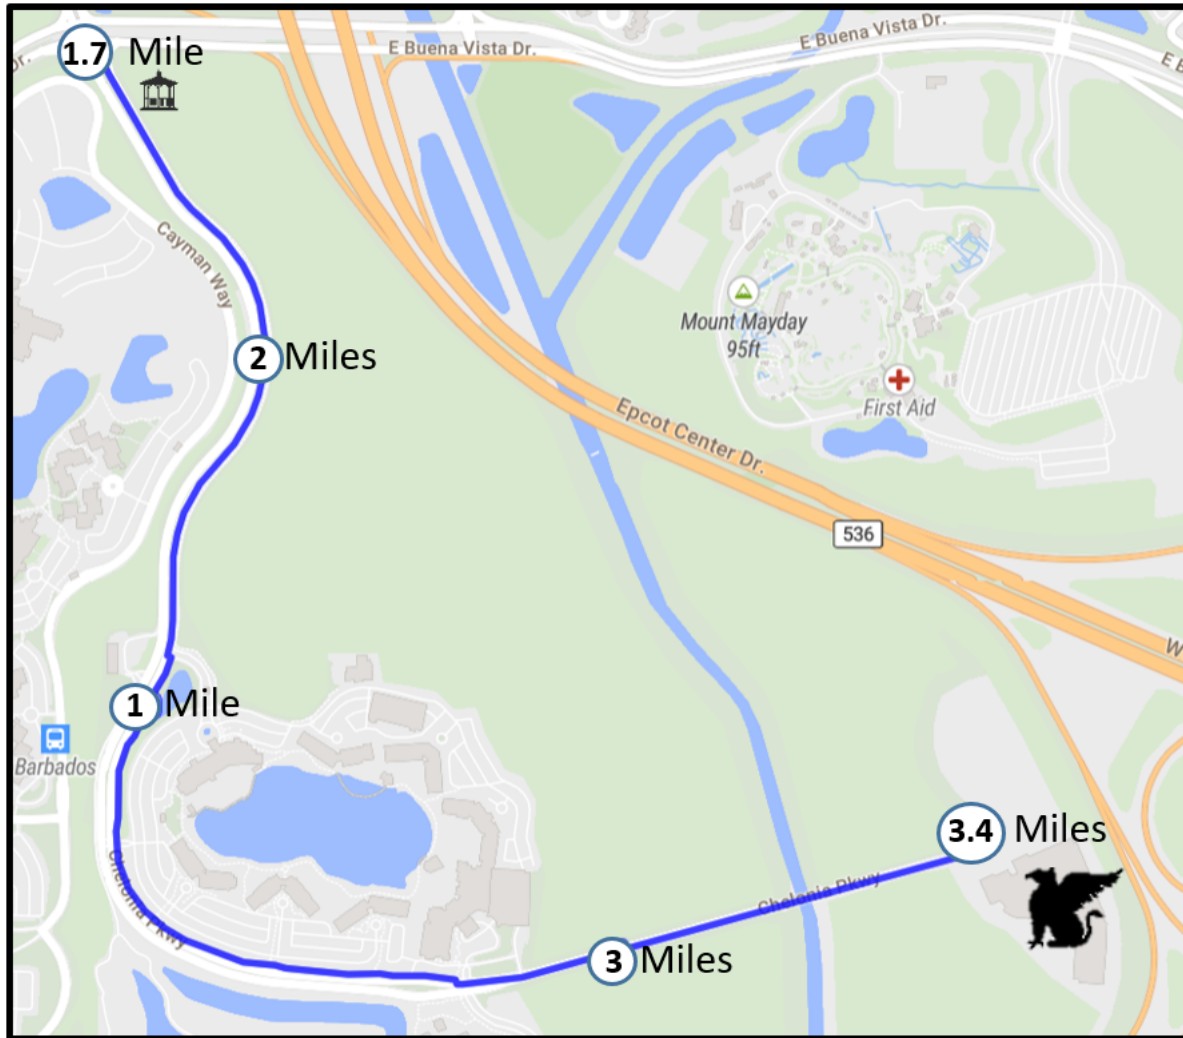 1.7 Mile
Dr.
E Buena Vista Dr.
E Buena Vista Dr.
E B
Cayman Way
Mount Mayday
95ft
2 Miles
First Aid
Epcot Center Dr.
536
W
1 Mile
Barbados
3.4 Miles
Chelonia Pkwy
Chelonia Pkwy
3 Miles